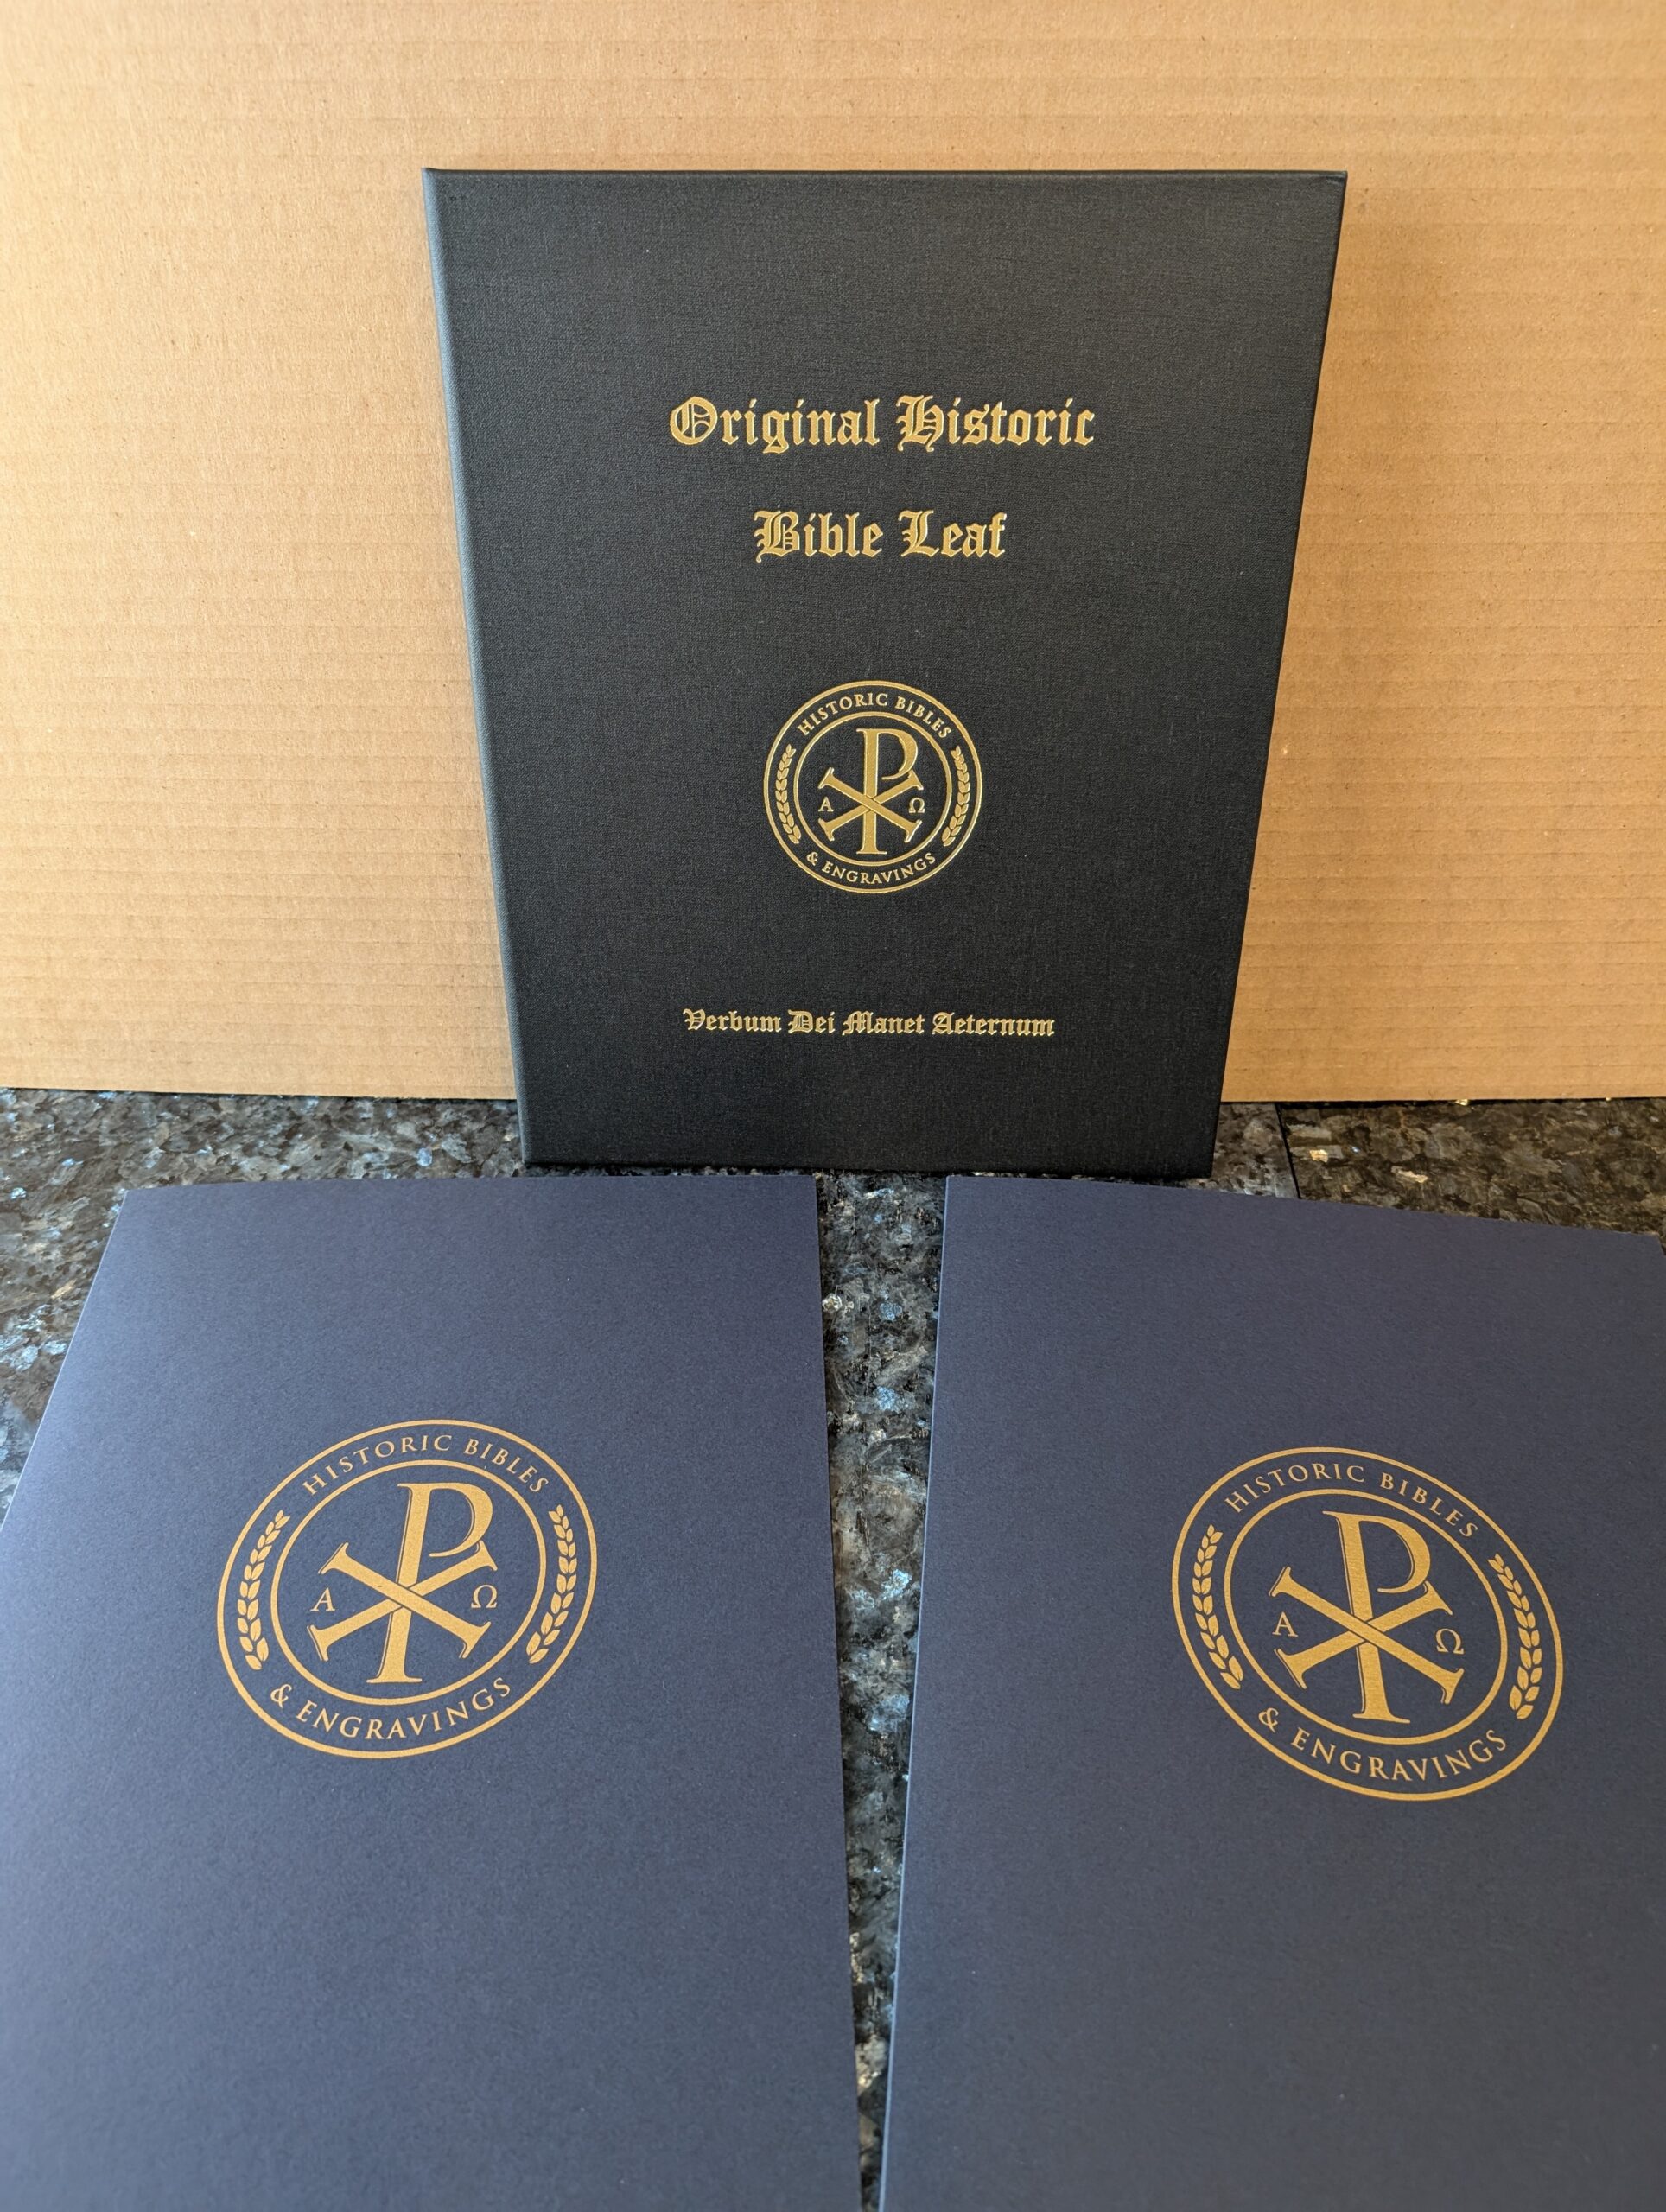 Original Historic
Bible Leaf
HISTORIC BIBLES
Α Ω
& ENGRAVINGS
Verbum Dei Manet Aeternum
HISTORIC BIBLES
Α Ω
& ENGRAVINGS
HISTORIC BIBLES
Α Ω
& ENGRAVINGS